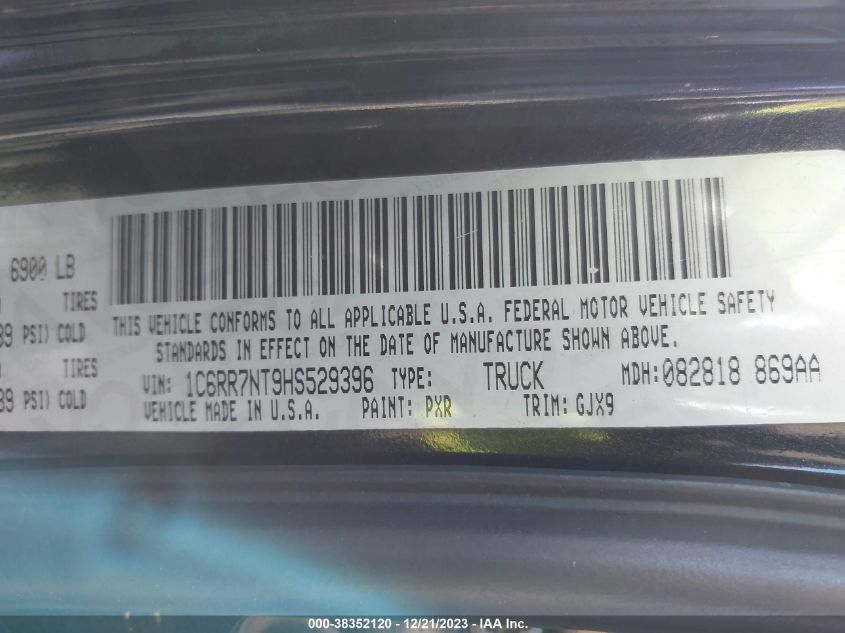 6900 LB
TIRES
THIS VEHICLE CONFORMS TO ALL APPLICABLE U.S.A. FEDERAL MOTOR VEHICLE SAFETY
89 PSI) COLD
STANDARDS IN EFFECT ON THE DATE OF MANUFACTURE SHOWN ABOVE.
TIRES
VIN: 1C6RR7NT9HS529396 TYPE: TRUCK MDH:082818 869AA
89 PSI) COLD
VEHICLE MADE IN U.S.A. PAINT: PXR TRIM: GJX9
000-38352120 - 12/21/2023 - IAA Inc.